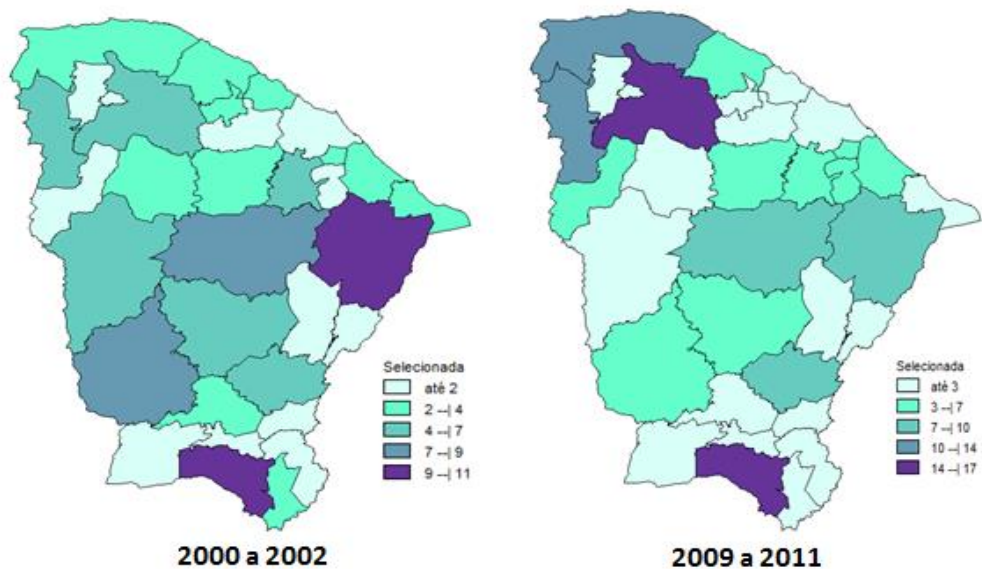 Selecionada
até 2
2 --| 4
4 --| 7
7 --| 9
9 --| 11
2000 a 2002
Selecionada
até 3
3 --| 7
7 --| 10
10 --| 14
14 --| 17
2009 a 2011